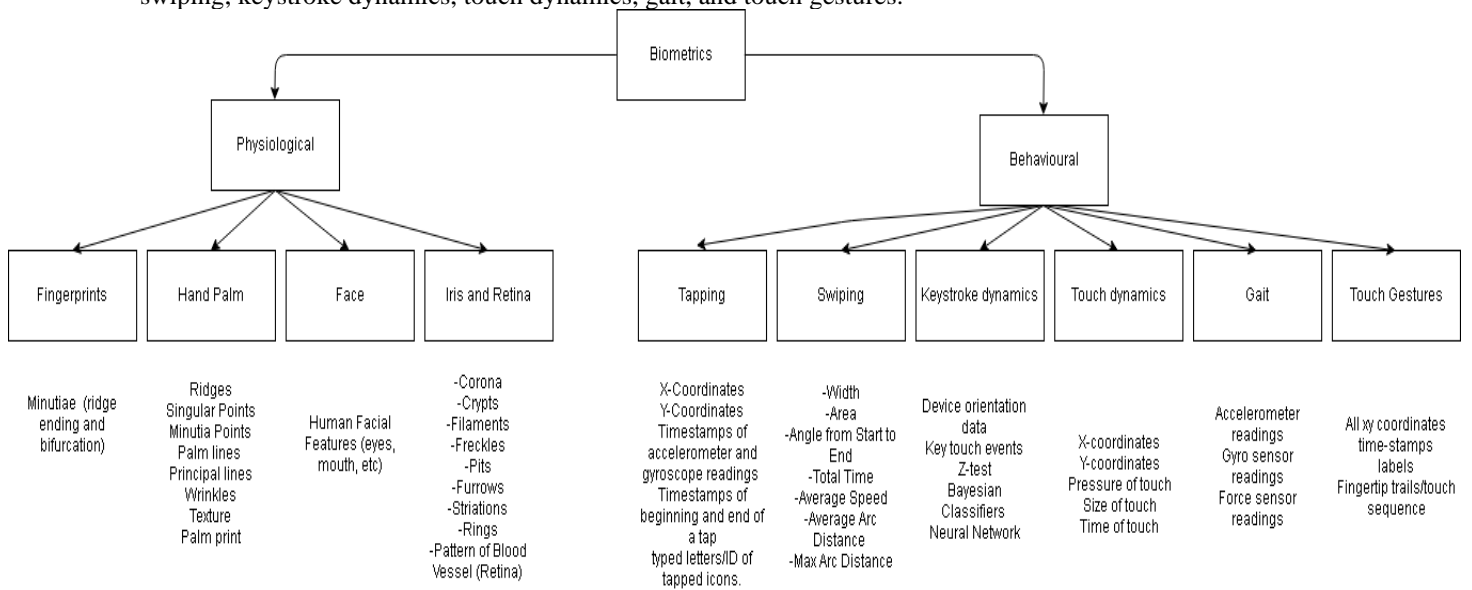 swiping, keystroke dynamics, touch dynamics, gait, and touch gestures.
Biometrics
Physiological
Behavioural
Fingerprints
Hand Palm
Face
Iris and Retina
Tapping
Swiping
Keystroke dynamics
Touch dynamics
Gait
Touch Gestures
Minutiae (ridge
ending and
bifurcation)
Ridges
Singular Points
Minutia Points
Palm lines
Principal lines
Wrinkles
Texture
Palm print
Human Facial
Features (eyes,
mouth, etc)
-Corona
-Crypts
-Filaments
-Freckles
-Pits
-Furrows
-Striations
-Rings
-Pattern of Blood
Vessel (Retina)
X-Coordinates
Y-Coordinates
Timestamps of
accelerometer and
gyroscope readings
Timestamps of
beginning and end of
a tap
typed letters/ID of
tapped icons.
-Width
-Area
-Angle from Start to
End
-Total Time
-Average Speed
-Average Arc
Distance
-Max Arc Distance
Device orientation
data
Key touch events
Z-test
Bayesian
Classifiers
Neural Network
X-coordinates
Y-coordinates
Pressure of touch
Size of touch
Time of touch
Accelerometer
readings
Gyro sensor
readings
Force sensor
readings
All xy coordinates
time-stamps
labels
Fingertip trails/touch
sequence